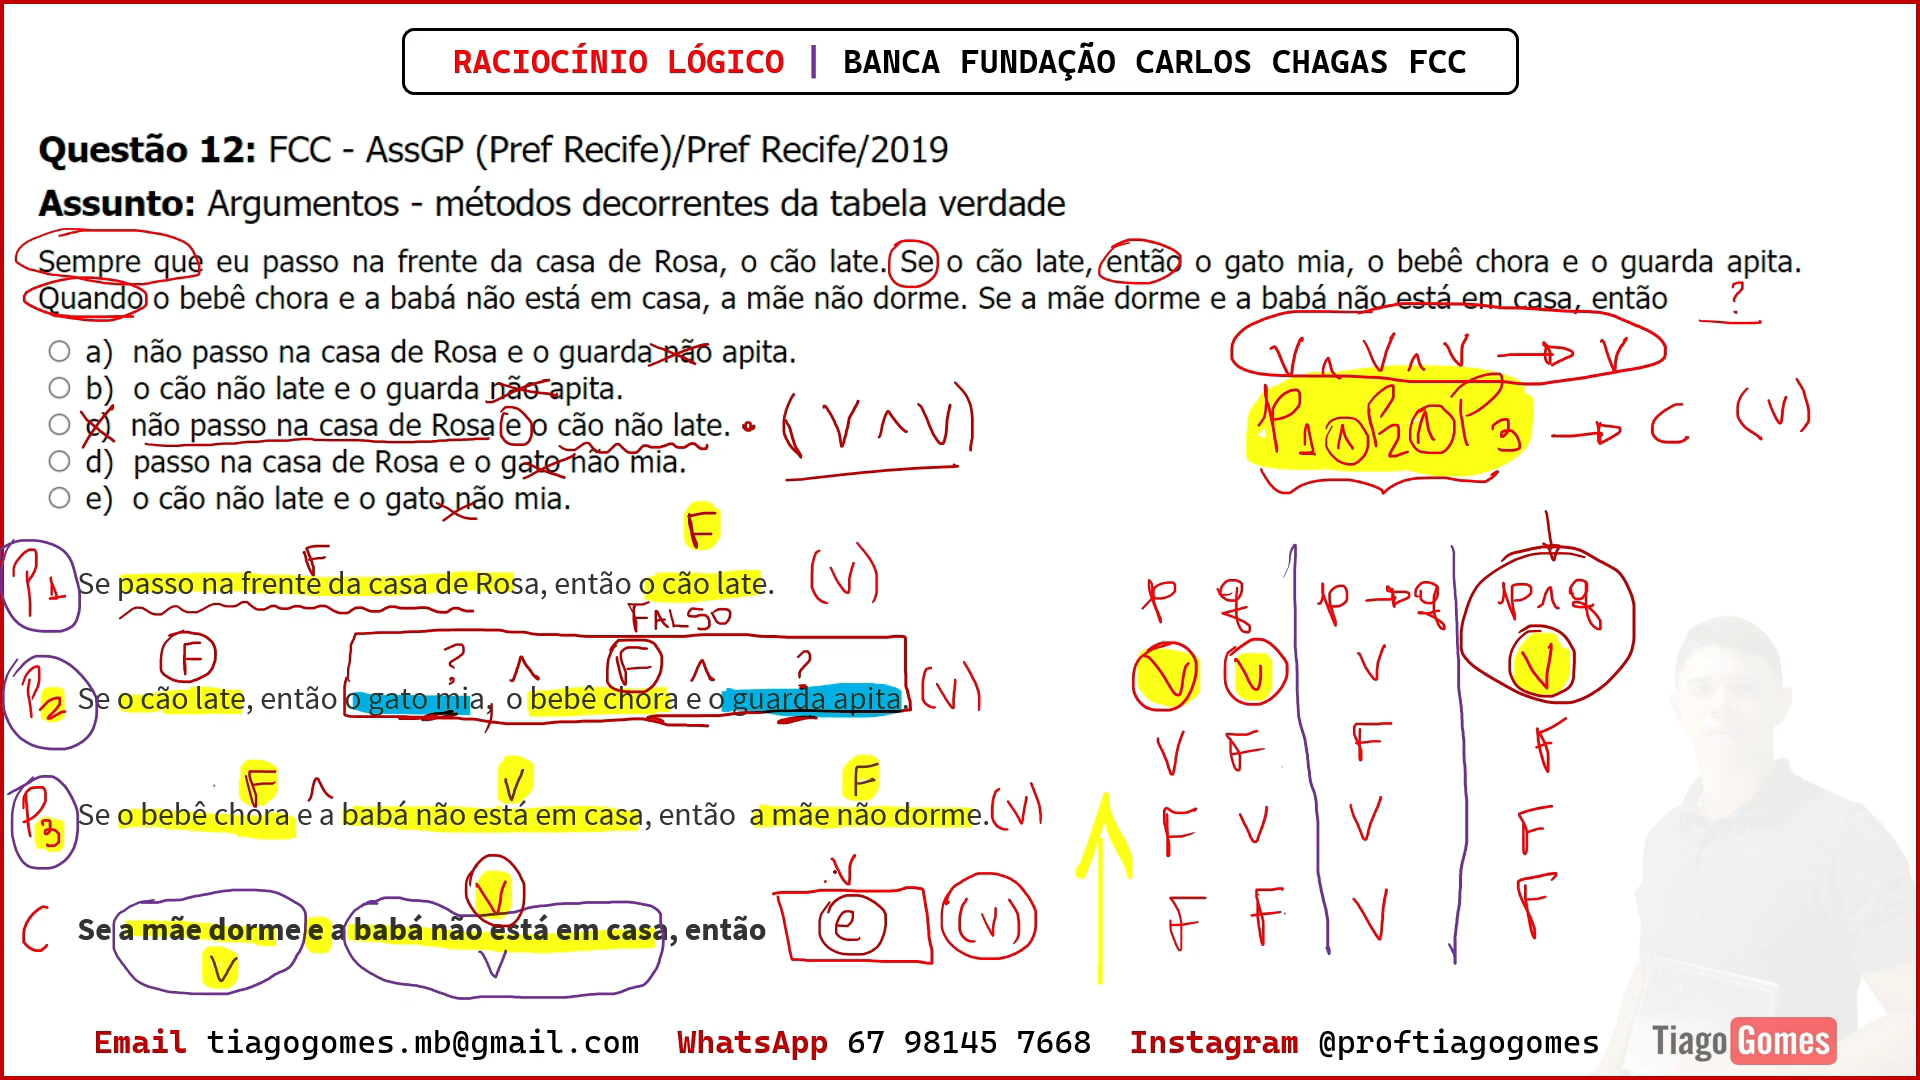 RACIOCÍNIO LÓGICO | BANCA FUNDAÇÃO CARLOS CHAGAS FCC
Questão 12: FCC - AssGP (Pref Recife)/Pref Recife/2019
Assunto: Argumentos - métodos decorrentes da tabela verdade
Sempre que eu passo na frente da casa de Rosa, o cão late. Se o cão late, então o gato mia, o bebê chora e o guarda apita.
Quando o bebê chora e a babá não está em casa, a mãe não dorme. Se a mãe dorme e a babá não está em casa, então ?
V ∧ V ∧ V → V
a) não passo na casa de Rosa e o guarda não apita.
b) o cão não late e o guarda não apita.
P1 ∧ P2 ∧ P3 → C (V)
c) não passo na casa de Rosa e o cão não late. (V ∧ V)
d) passo na casa de Rosa e o gato não mia.
e) o cão não late e o gato não mia.
F F
P1 Se passo na frente da casa de Rosa, então o cão late. (V)
FALSO
F ? ∧ F ∧ ?
P2 Se o cão late, então o gato mia, o bebê chora e o guarda apita. (V)
F ∧ V F
P3 Se o bebê chora e a babá não está em casa, então a mãe não dorme. (V)
V V
C Se a mãe dorme e a babá não está em casa, então e (V)
V V
p q p → q p ∧ q
V V V V
V F F F
F V V F
F F V F
Email tiagogomes.mb@gmail.com WhatsApp 67 98145 7668 Instagram @proftiagogomes Tiago Gomes